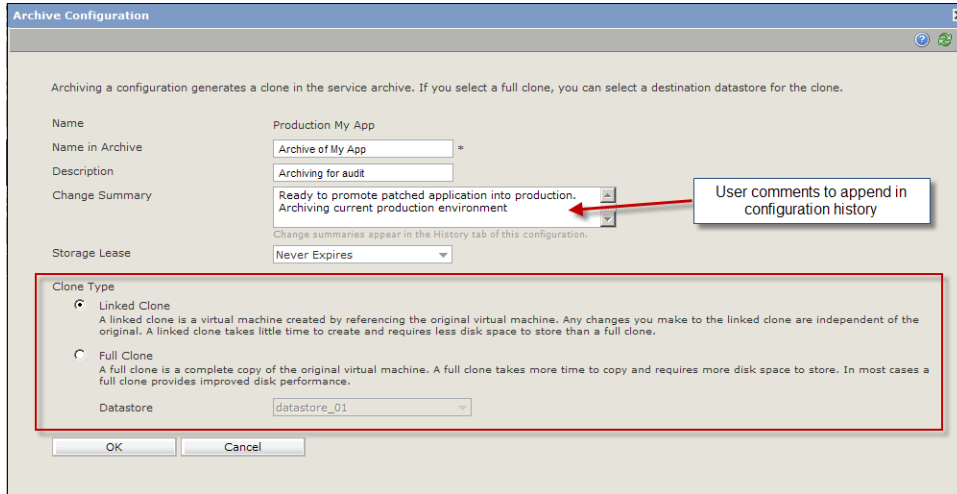 Archive Configuration
Archiving a configuration generates a clone in the service archive. If you select a full clone, you can select a destination datastore for the clone.
Name Production My App
Name in Archive Archive of My App *
Description Archiving for audit
Change Summary Ready to promote patched application into production.
Archiving current production environment
Change summaries appear in the History tab of this configuration.
User comments to append in
configuration history
Storage Lease Never Expires
Clone Type
Linked Clone
A linked clone is a virtual machine created by referencing the original virtual machine. Any changes you make to the linked clone are independent of the
original. A linked clone takes little time to create and requires less disk space to store than a full clone.
Full Clone
A full clone is a complete copy of the original virtual machine. A full clone takes more time to copy and requires more disk space to store. In most cases a
full clone provides improved disk performance.
Datastore datastore_01
OK Cancel